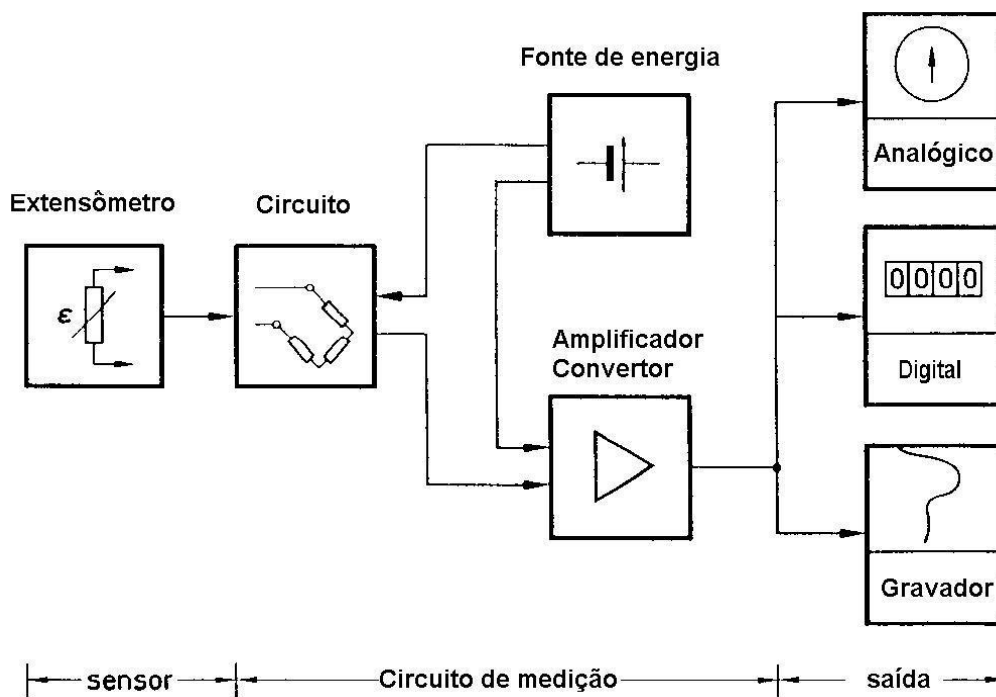 Fonte de energia
Analógico
Extensômetro
Circuito
ε
0000
Amplificador
Convertor
Digital
Gravador
sensor
Circuito de medição
saída